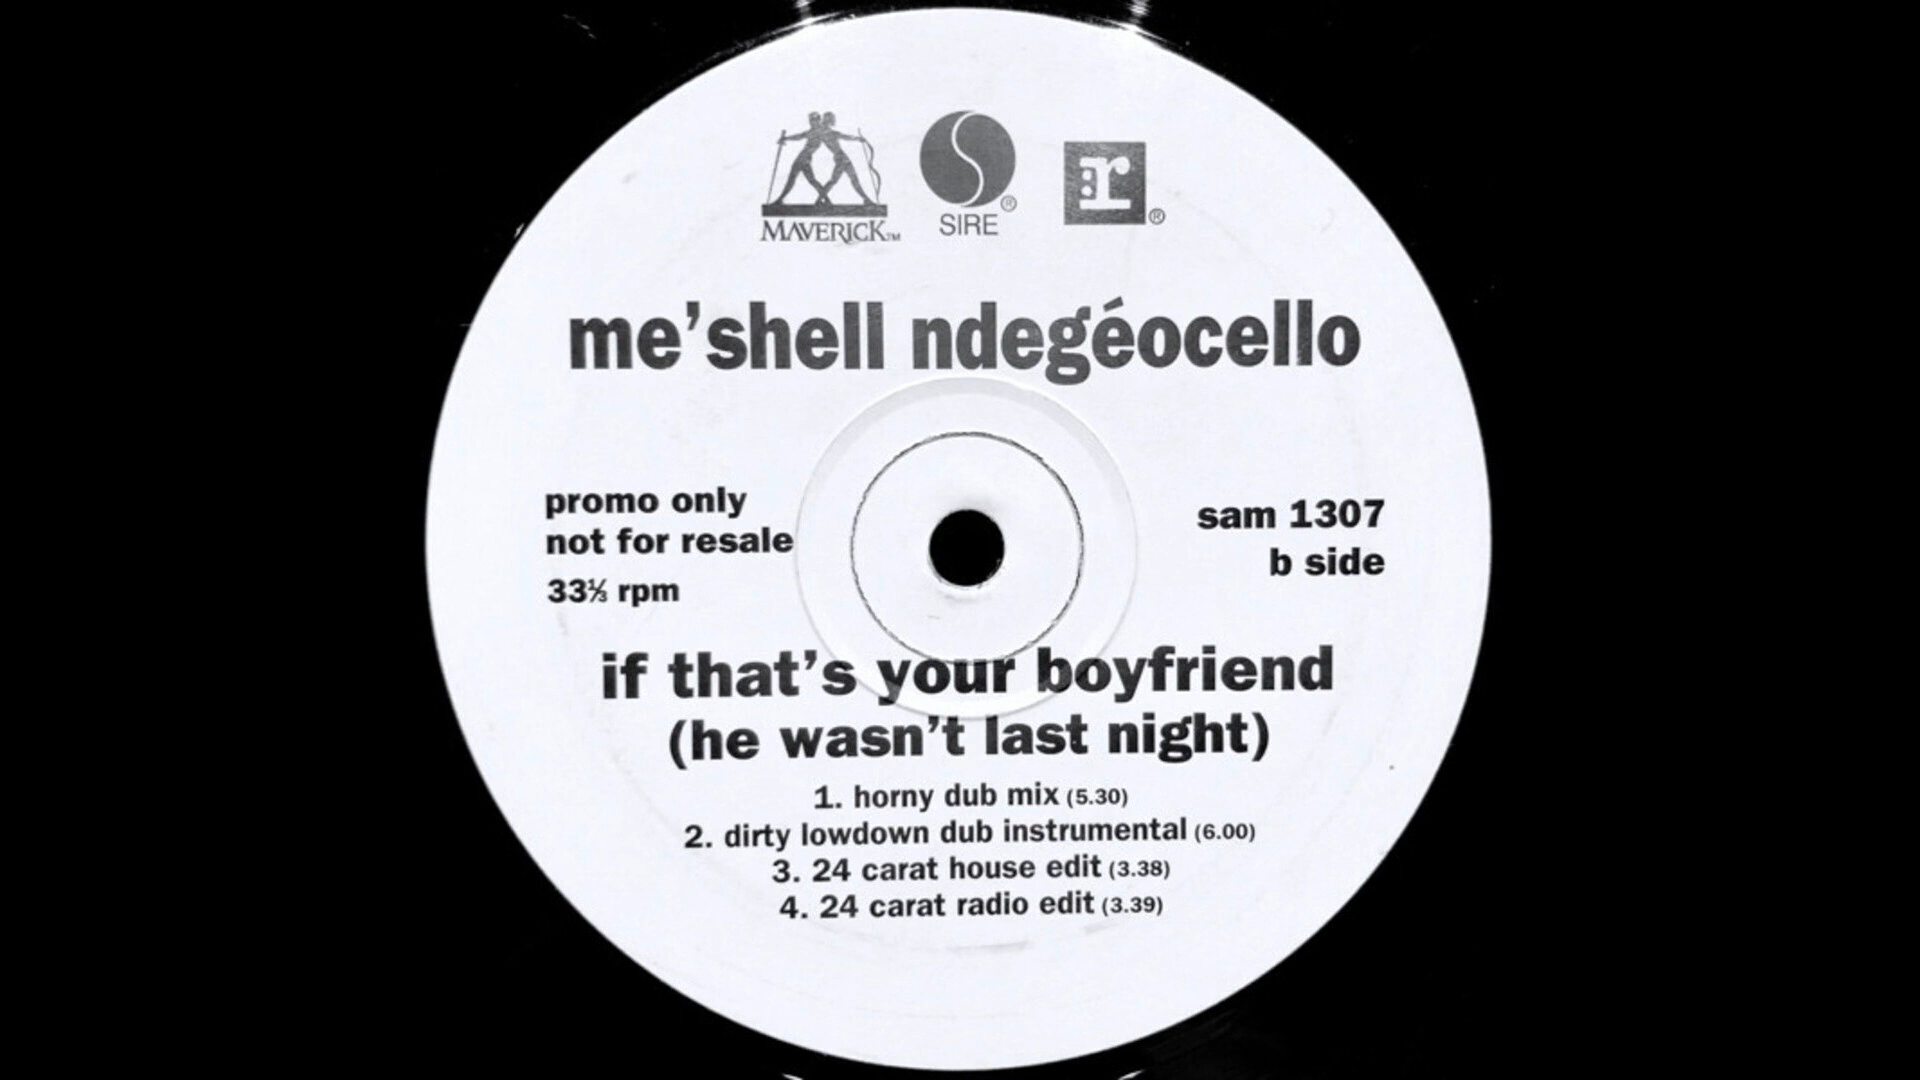 MAVERICK™
SIRE®
r®
me'shell ndegéocello
promo only
not for resale
33⅓ rpm
sam 1307
b side
if that's your boyfriend
(he wasn't last night)
1. horny dub mix (5.30)
2. dirty lowdown dub instrumental (6.00)
3. 24 carat house edit (3.38)
4. 24 carat radio edit (3.39)